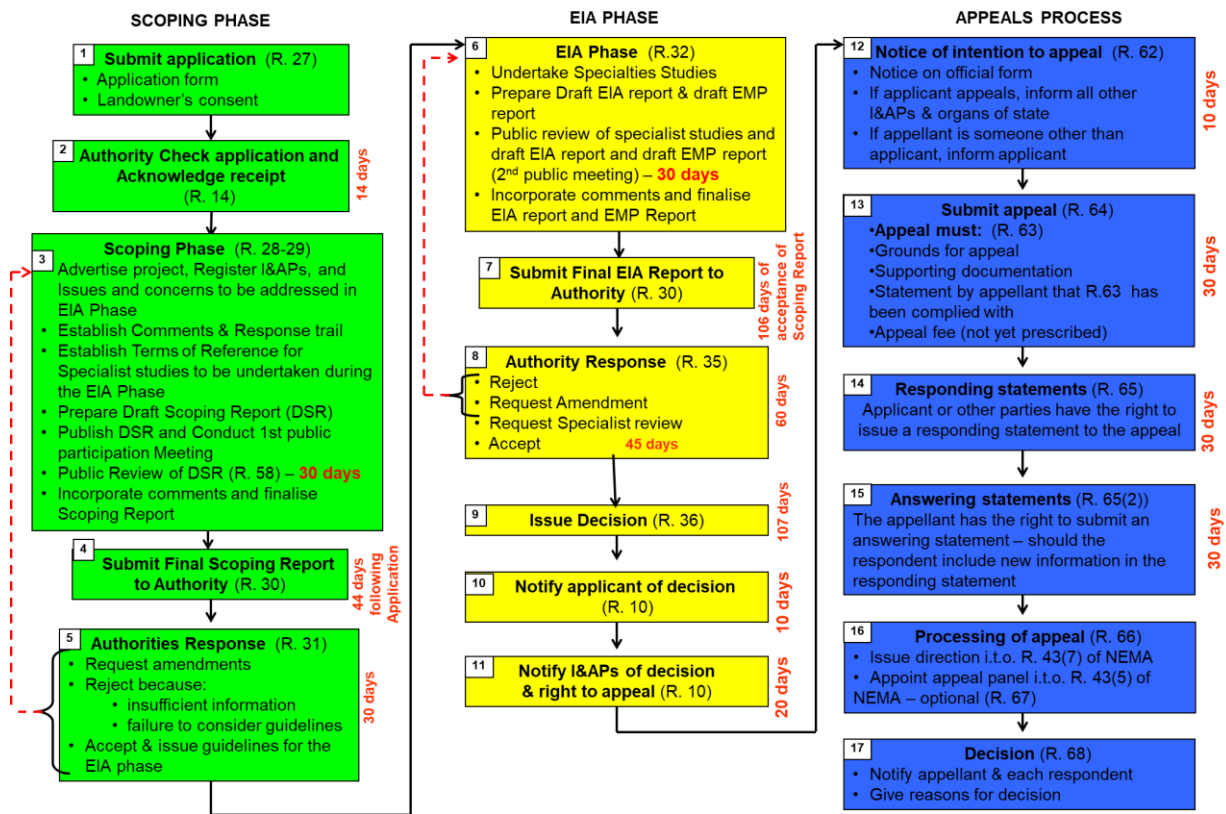 SCOPING PHASE
1
Submit application (R. 27)
• Application form
• Landowner's consent
2
Authority Check application and
Acknowledge receipt
(R. 14)
14 days
3
Scoping Phase (R. 28-29)
Advertise project, Register I&APs, and
Issues and concerns to be addressed in
EIA Phase
• Establish Comments & Response trail
• Establish Terms of Reference for
Specialist studies to be undertaken during
the EIA Phase
• Prepare Draft Scoping Report (DSR)
• Publish DSR and Conduct 1st public
participation Meeting
• Public Review of DSR (R. 58) – 30 days
• Incorporate comments and finalise
Scoping Report
4
Submit Final Scoping Report
to Authority (R. 30)
44 days
following
Application
5
Authorities Response (R. 31)
• Request amendments
• Reject because:
• insufficient information
• failure to consider guidelines
• Accept & issue guidelines for the
EIA phase
30 days
EIA PHASE
6
EIA Phase (R.32)
• Undertake Specialties Studies
• Prepare Draft EIA report & draft EMP
report
• Public review of specialist studies and
draft EIA report and draft EMP report
(2nd public meeting) – 30 days
• Incorporate comments and finalise
EIA report and EMP Report
7
Submit Final EIA Report to
Authority (R. 30)
106 days of
acceptance of
Scoping Report
8
Authority Response (R. 35)
• Reject
• Request Amendment
• Request Specialist review
• Accept 45 days
60 days
9
Issue Decision (R. 36)
107 days
10
Notify applicant of decision
(R. 10)
10 days
11
Notify I&APs of decision
& right to appeal (R. 10)
20 days
APPEALS PROCESS
12
Notice of intention to appeal (R. 62)
• Notice on official form
• If applicant appeals, inform all other
I&APs & organs of state
• If appellant is someone other than
applicant, inform applicant
10 days
13
Submit appeal (R. 64)
•Appeal must: (R. 63)
•Grounds for appeal
•Supporting documentation
•Statement by appellant that R.63 has
been complied with
•Appeal fee (not yet prescribed)
30 days
14
Responding statements (R. 65)
Applicant or other parties have the right to
issue a responding statement to the appeal
30 days
15
Answering statements (R. 65(2))
The appellant has the right to submit an
answering statement – should the
respondent include new information in the
responding statement
30 days
16
Processing of appeal (R. 66)
• Issue direction i.t.o. R. 43(7) of NEMA
• Appoint appeal panel i.t.o. R. 43(5) of
NEMA – optional (R. 67)
17
Decision (R. 68)
• Notify appellant & each respondent
• Give reasons for decision